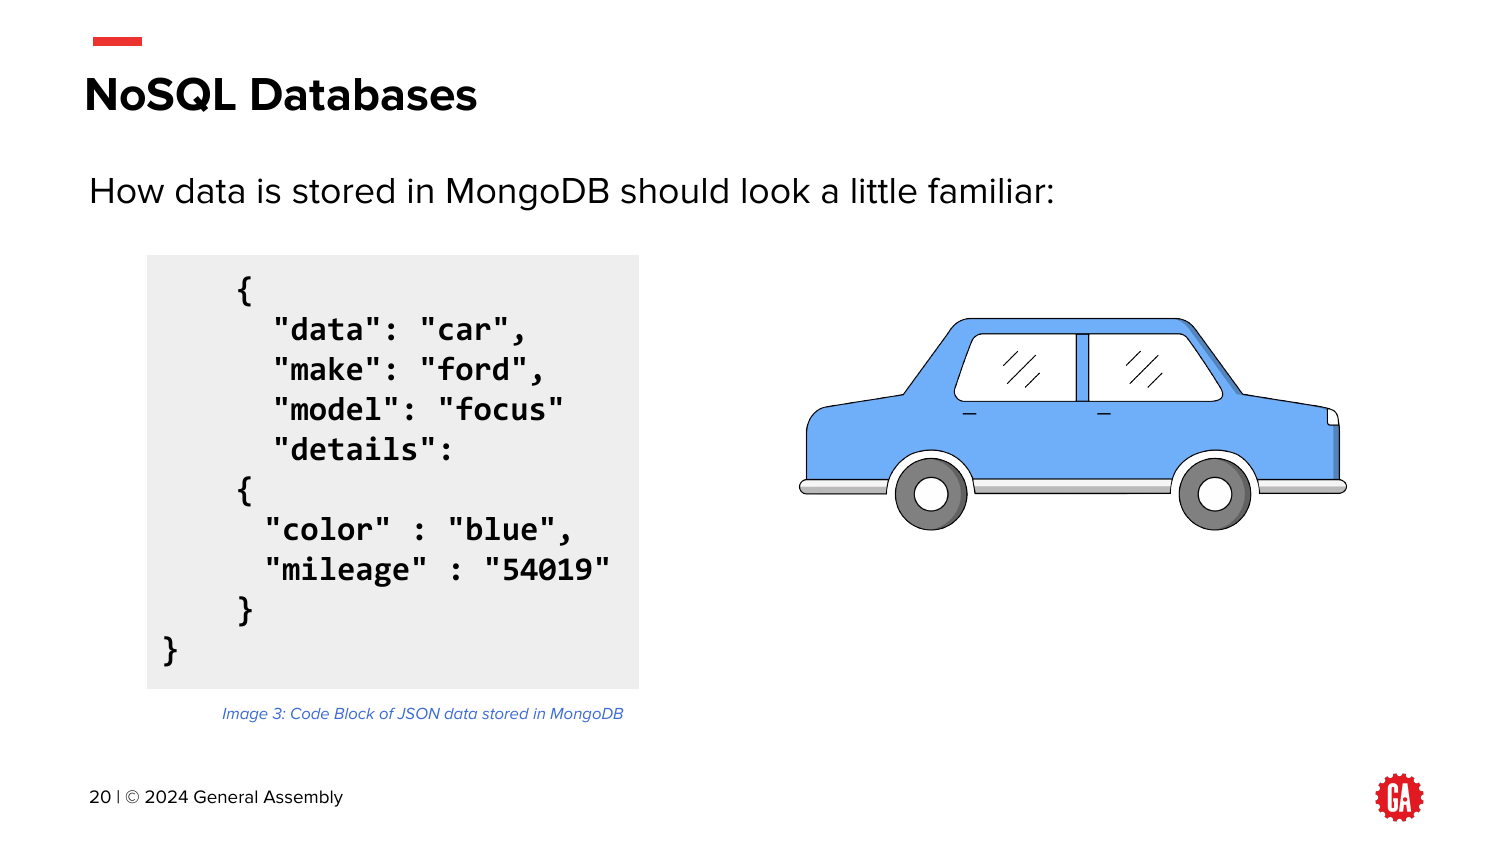 NoSQL Databases
How data is stored in MongoDB should look a little familiar:
{
"data": "car",
"make": "ford",
"model": "focus"
"details":
{
"color" : "blue",
"mileage" : "54019"
}
}
Image 3: Code Block of JSON data stored in MongoDB
20 | © 2024 General Assembly
GA